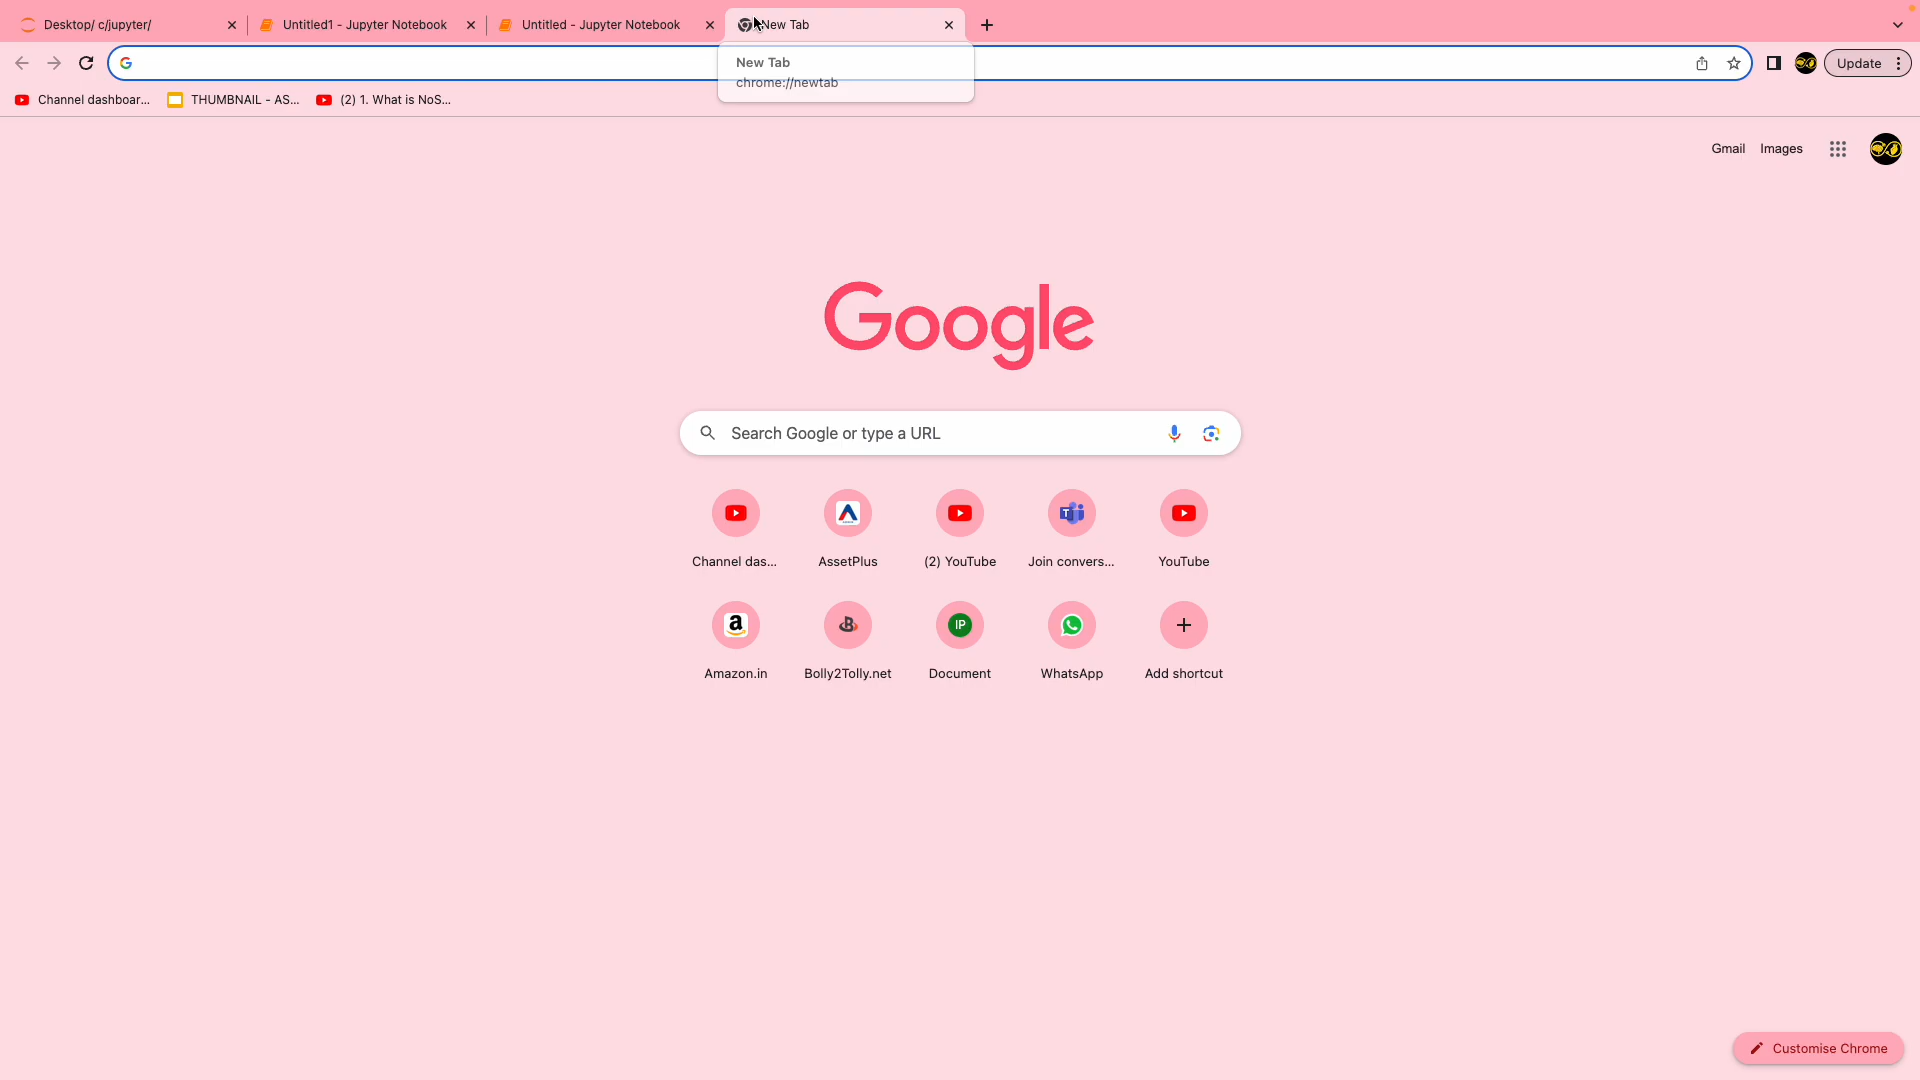 Desktop/ c/jupyter/
Untitled1 - Jupyter Notebook
Untitled - Jupyter Notebook
New Tab
New Tab
chrome://newtab
Update
Channel dashboar...
THUMBNAIL - AS...
(2) 1. What is NoS...
Gmail
Images
Google
Search Google or type a URL
Channel das...
AssetPlus
(2) YouTube
Join convers...
YouTube
a
IP
Amazon.in
Bolly2Tolly.net
Document
WhatsApp
Add shortcut
Customise Chrome